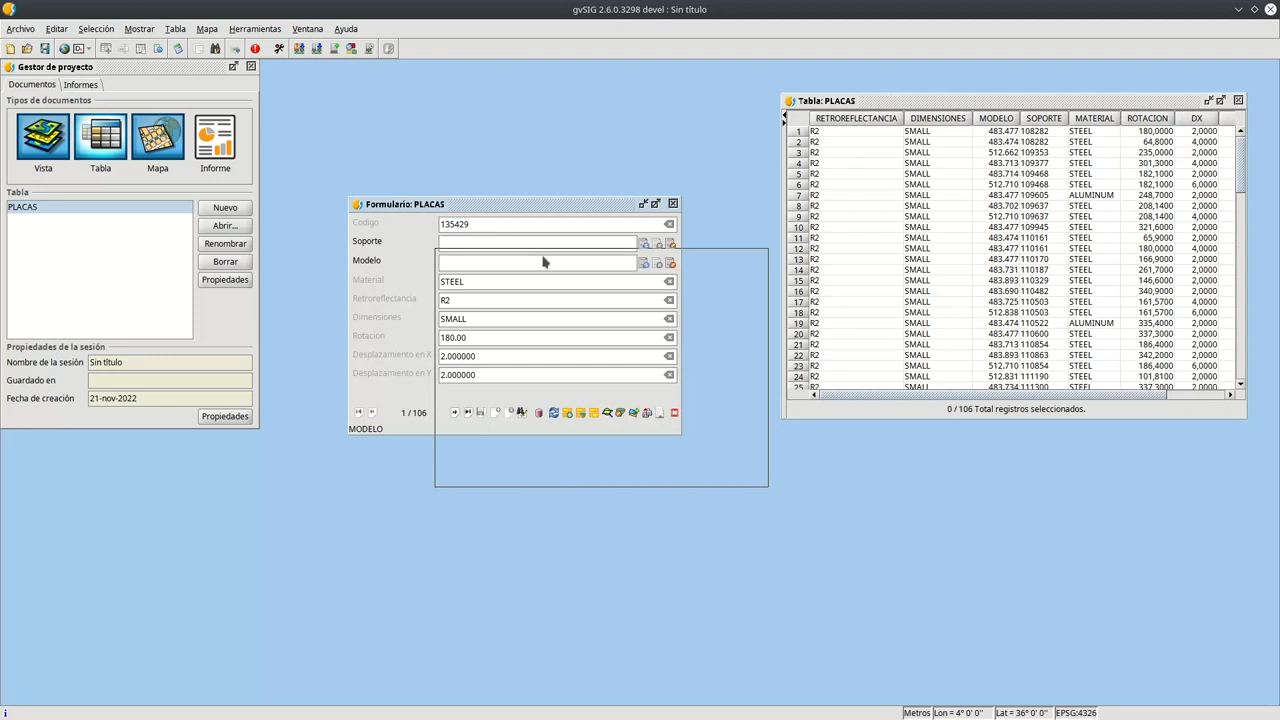 gvSIG 2.6.0.3298 devel : Sin título
Archivo Editar Selección Mostrar Tabla Mapa Herramientas Ventana Ayuda
Gestor de proyecto
Documentos Informes
Tipos de documentos
Vista Tabla Mapa Informe
Tabla
PLACAS
Nuevo
Abrir...
Renombrar
Borrar
Propiedades
Propiedades de la sesión
Nombre de la sesión Sin título
Guardado en
Fecha de creación 21-nov-2022
Propiedades
Formulario: PLACAS
Codigo 135429
Soporte
Modelo
Material STEEL
Retroreflectancia R2
Dimensiones SMALL
Rotacion 180.00
Desplazamiento en X 2.000000
Desplazamiento en Y 2.000000
1 / 106
MODELO
Tabla: PLACAS
RETROREFLECTANCIA DIMENSIONES MODELO SOPORTE MATERIAL ROTACION DX
1 R2 SMALL 483.477 108282 STEEL 180,0000 2,0000
2 R2 SMALL 483.474 108282 STEEL 64,8000 4,0000
3 R2 SMALL 512.662 109353 STEEL 235,0000 2,0000
4 R2 SMALL 483.713 109377 STEEL 301,3000 4,0000
5 R2 SMALL 483.714 109468 STEEL 182,1000 2,0000
6 R2 SMALL 512.710 109468 STEEL 182,1000 6,0000
7 R2 SMALL 483.477 109605 ALUMINUM 248,7000 2,0000
8 R2 SMALL 483.702 109637 STEEL 208,1400 2,0000
9 R2 SMALL 512.710 109637 STEEL 208,1400 4,0000
10 R2 SMALL 483.477 109945 STEEL 321,6000 2,0000
11 R2 SMALL 483.474 110161 STEEL 65,9000 2,0000
12 R2 SMALL 483.477 110161 STEEL 180,0000 2,0000
13 R2 SMALL 483.477 110170 STEEL 166,9000 2,0000
14 R2 SMALL 483.731 110187 STEEL 261,7000 2,0000
15 R2 SMALL 483.893 110329 STEEL 146,6000 2,0000
16 R2 SMALL 483.690 110482 STEEL 340,9000 2,0000
17 R2 SMALL 483.725 110503 STEEL 161,5700 4,0000
18 R2 SMALL 512.838 110503 STEEL 161,5700 6,0000
19 R2 SMALL 483.474 110522 ALUMINUM 335,4000 2,0000
20 R2 SMALL 483.477 110600 STEEL 337,3000 2,0000
21 R2 SMALL 483.713 110854 STEEL 186,4000 2,0000
22 R2 SMALL 483.893 110863 STEEL 342,2000 2,0000
23 R2 SMALL 512.710 110854 STEEL 186,4000 6,0000
24 R2 SMALL 512.831 111190 STEEL 101,8100 2,0000
25 R2 SMALL 483.734 111300 STEEL 337,3000 2,0000
0 / 106 Total registros seleccionados.
Metros Lon = 4° 0' 0'' Lat = 36° 0' 0'' EPSG:4326